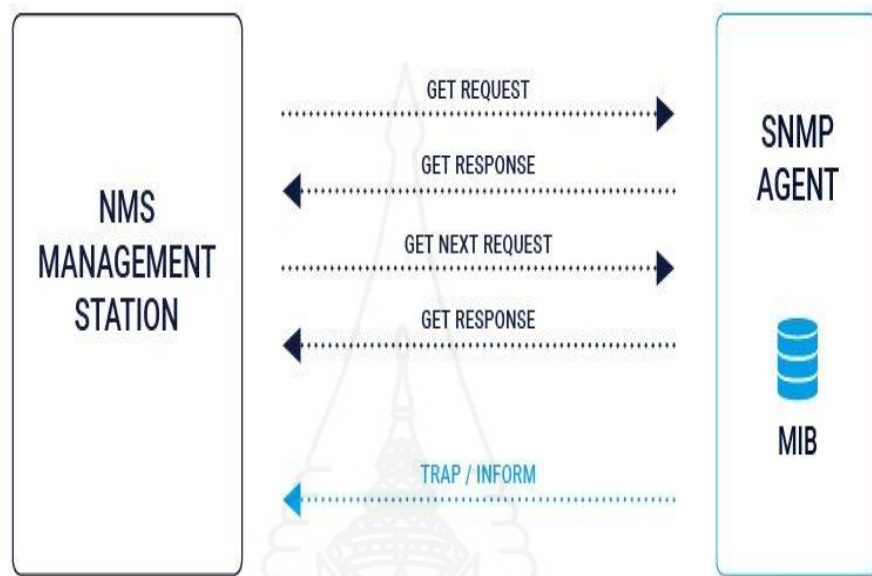 NMS
MANAGEMENT
STATION
GET REQUEST
GET RESPONSE
GET NEXT REQUEST
GET RESPONSE
TRAP / INFORM
SNMP
AGENT
MIB